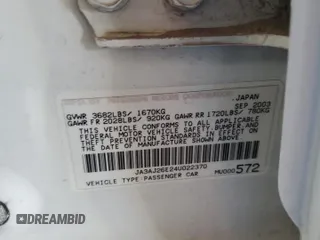 .JAPAN
SEP 2003
GVWR 3682LBS/ 1670KG
GAWR FR 2028LBS/ 920KG GAWR RR 1720LBS/ 780KG
THIS VEHICLE CONFORMS TO ALL APPLICABLE
FEDERAL MOTOR VEHICLE SAFETY, BUMPER
AND THEFT PREVENTION STANDARDS IN
EFFECT ON THE DATE OF MANUFACTURE
SHOWN ABOVE.
JA3AJ26E24U022370
VEHICLE TYPE: PASSENGER CAR
MU000572
© DREAMBID